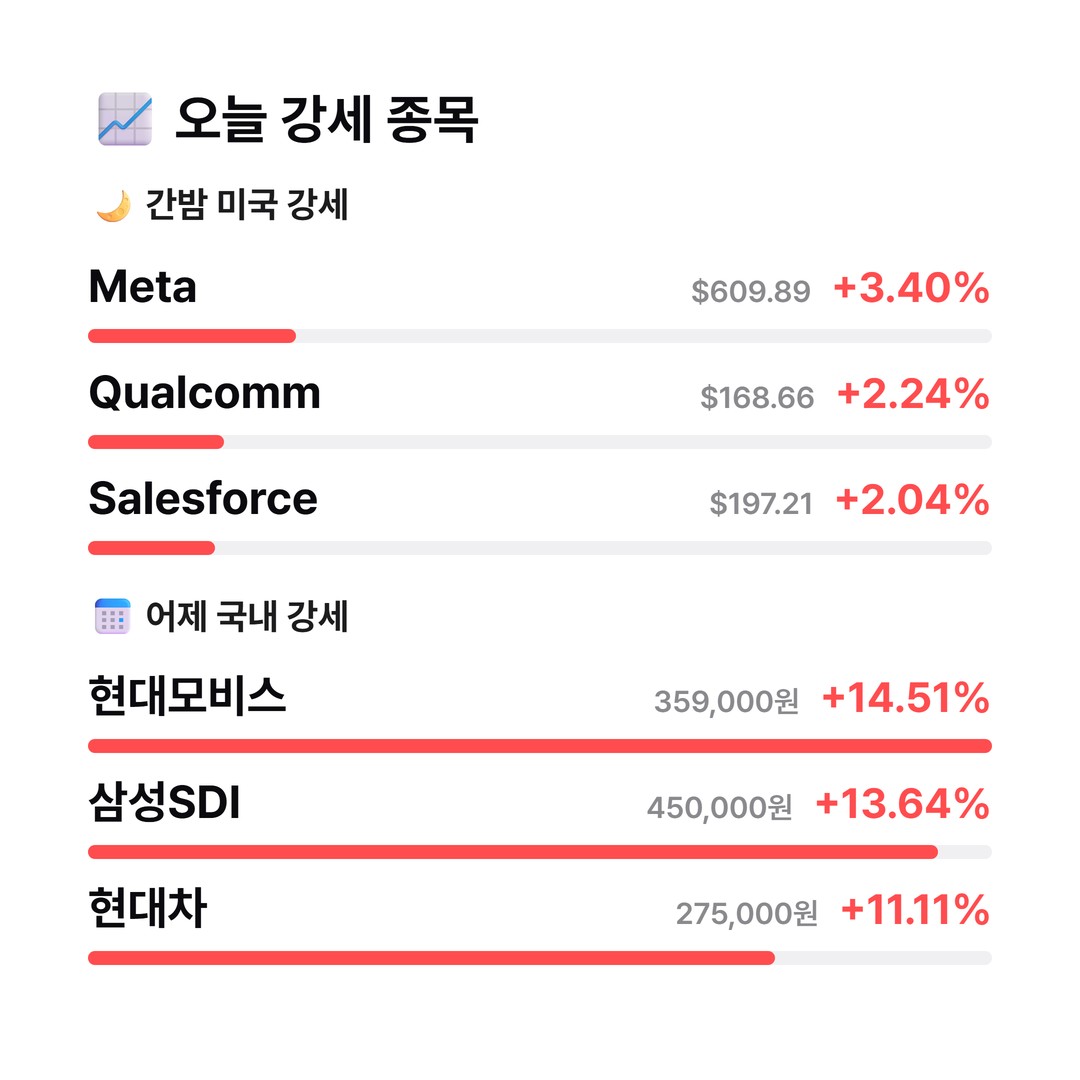 오늘 강세 종목
간밤 미국 강세
Meta $609.89 +3.40%
Qualcomm $168.66 +2.24%
Salesforce $197.21 +2.04%
어제 국내 강세
현대모비스 359,000원 +14.51%
삼성SDI 450,000원 +13.64%
현대차 275,000원 +11.11%